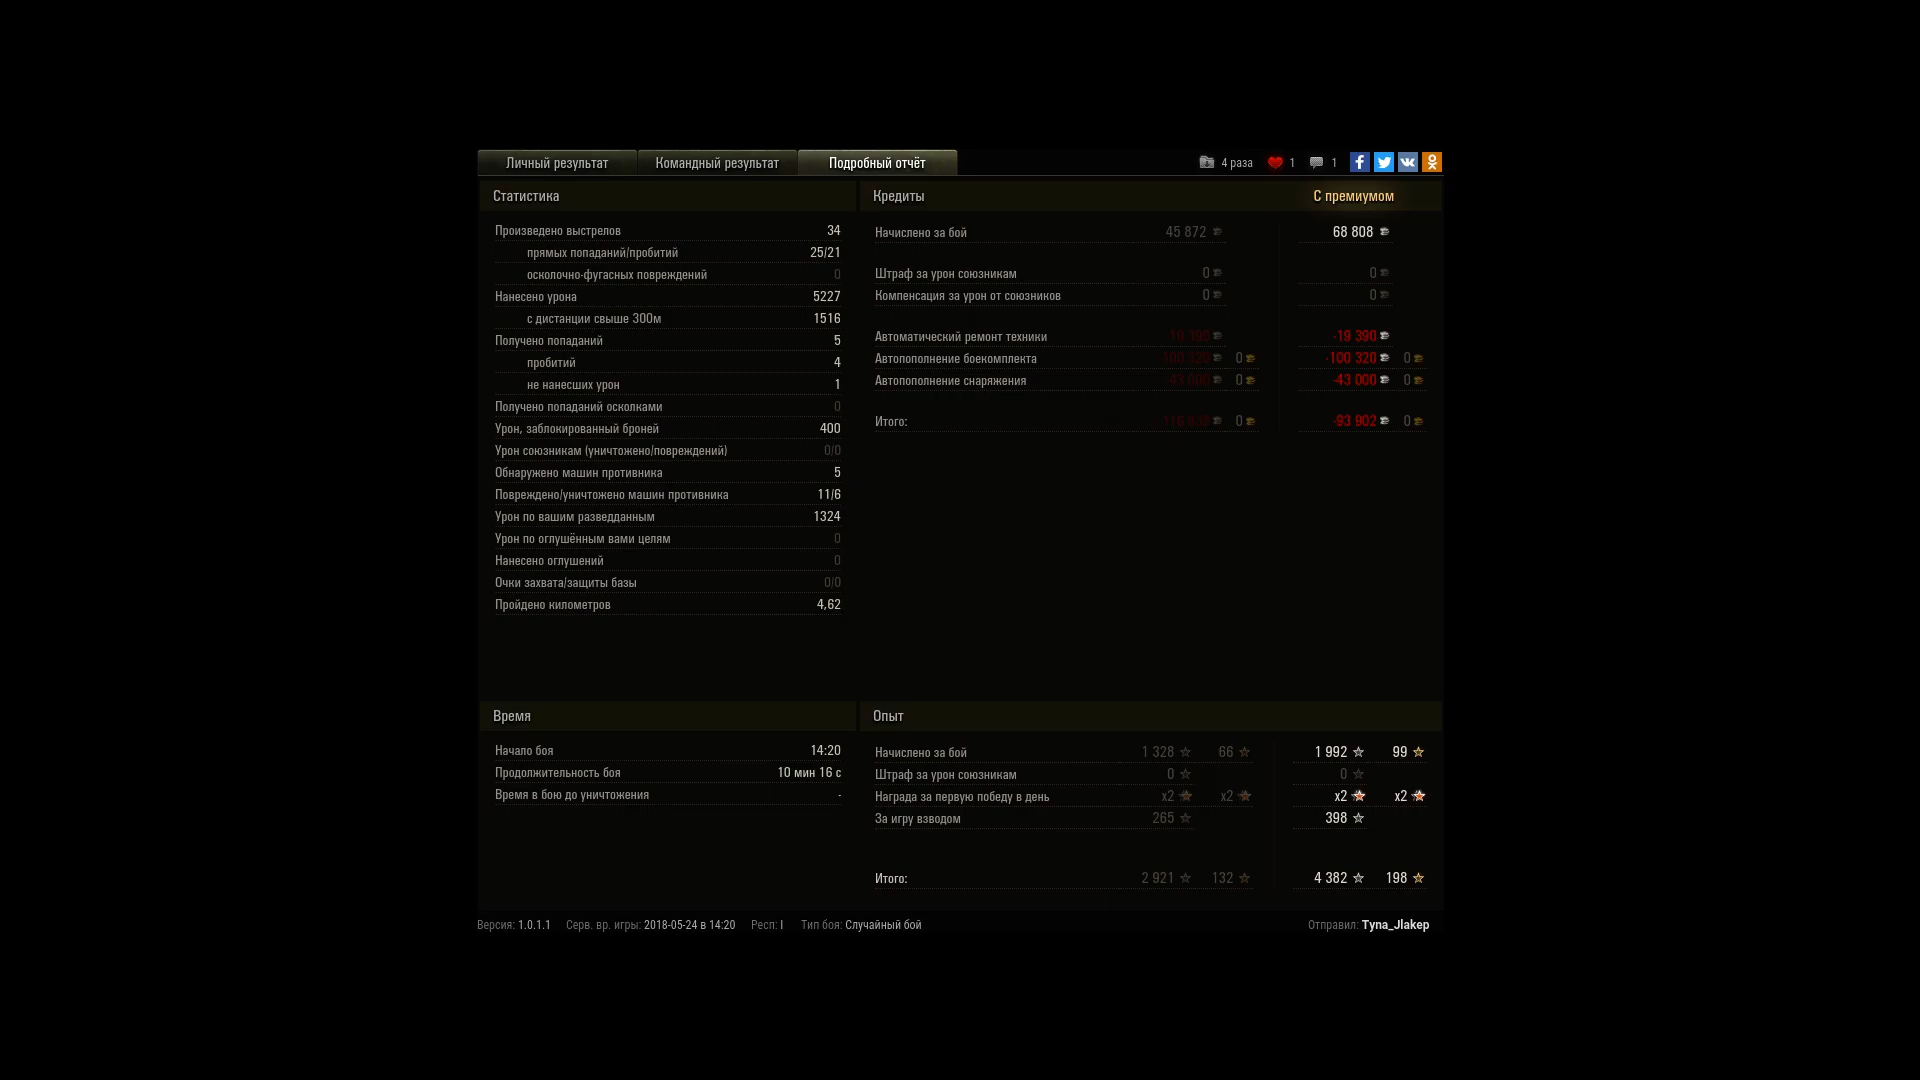 Личный результат Командный результат Подробный отчёт 4 раза 1 1
Статистика
Произведено выстрелов 34
прямых попаданий/пробитий 25/21
осколочно-фугасных повреждений 0
Нанесено урона 5227
с дистанции свыше 300м 1516
Получено попаданий 5
пробитий 4
не нанесших урон 1
Получено попаданий осколками 0
Урон, заблокированный броней 400
Урон союзникам (уничтожено/повреждений) 0/0
Обнаружено машин противника 5
Повреждено/уничтожено машин противника 11/6
Урон по вашим разведданным 1324
Урон по оглушённым вами целям 0
Нанесено оглушений 0
Очки захвата/защиты базы 0/0
Пройдено километров 4,62
Кредиты С премиумом
Начислено за бой 45 872 68 808
Штраф за урон союзникам 0 0
Компенсация за урон от союзников 0 0
Автоматический ремонт техники -19 390 -19 390
Автопополнение боекомплекта -100 320 0 -100 320 0
Автопополнение снаряжения -43 000 0 -43 000 0
Итого: 0 -93 902 0
Время
Начало боя 14:20
Продолжительность боя 10 мин 16 с
Время в бою до уничтожения -
Опыт
Начислено за бой 1 328 66 1 992 99
Штраф за урон союзникам 0 0
Награда за первую победу в день x2 x2 x2 x2
За игру взводом 265 398
Итого: 2 921 132 4 382 198
Версия: 1.0.1.1 Серв. вр. игры: 2018-05-24 в 14:20 Респ: I Тип боя: Случайный бой Отправил: Tyna_Jlakep